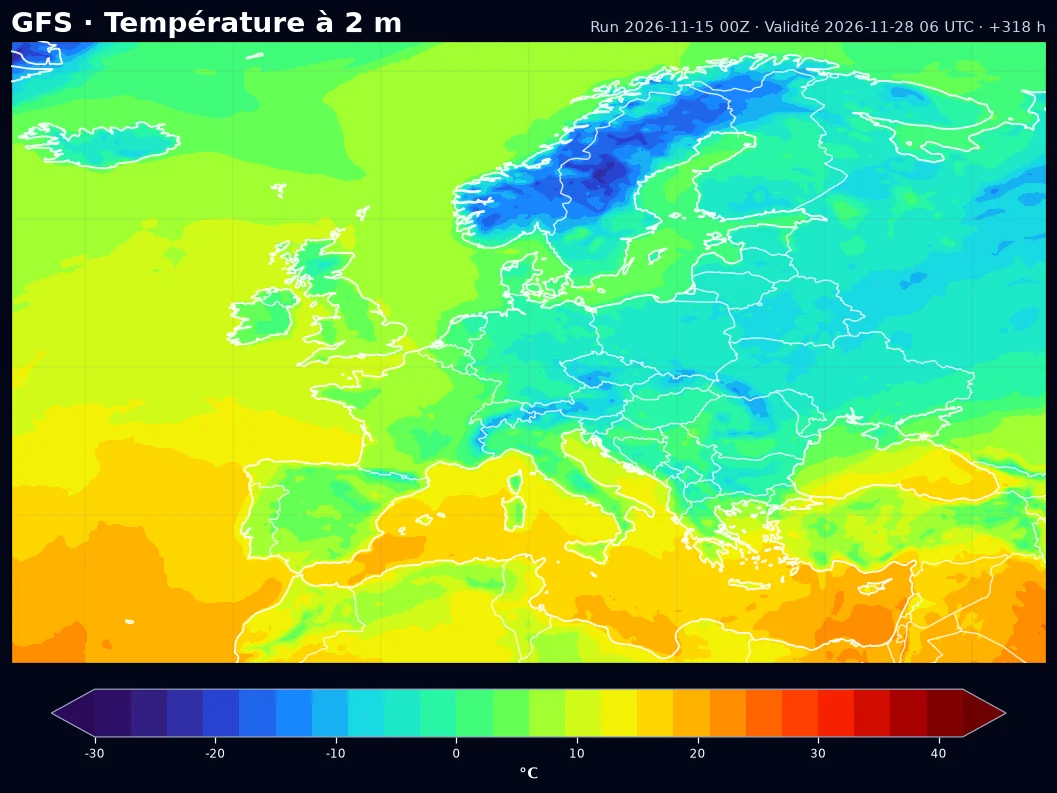 GFS · Température à 2 m
Run 2026-11-15 00Z · Validité 2026-11-28 06 UTC · +318 h
-30 -20 -10 0 10 20 30 40
°C